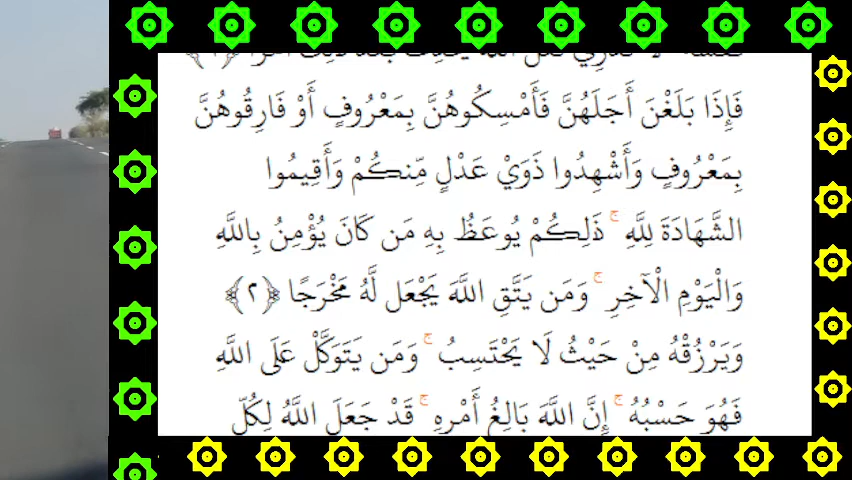 فَإِذَا بَلَغْنَ أَجَلَهُنَّ فَأَمْسِكُوهُنَّ بِمَعْرُوفٍ أَوْ فَارِقُوهُنَّ
بِمَعْرُوفٍ وَأَشْهِدُوا ذَوَيْ عَدْلٍ مِّنكُمْ وَأَقِيمُوا
الشَّهَادَةَ لِلَّهِ ۚ ذَلِكُمْ يُوعَظُ بِهِ مَن كَانَ يُؤْمِنُ بِاللَّهِ
وَالْيَوْمِ الْآخِرِ ۚ وَمَن يَتَّقِ اللَّهَ يَجْعَل لَّهُ مَخْرَجًا ﴿٢﴾
وَيَرْزُقْهُ مِنْ حَيْثُ لَا يَحْتَسِبُ ۚ وَمَن يَتَوَكَّلْ عَلَى اللَّهِ
فَهُوَ حَسْبُهُ ۚ إِنَّ اللَّهَ بَالِغُ أَمْرِهِ ۚ قَدْ جَعَلَ اللَّهُ لِكُلِّ